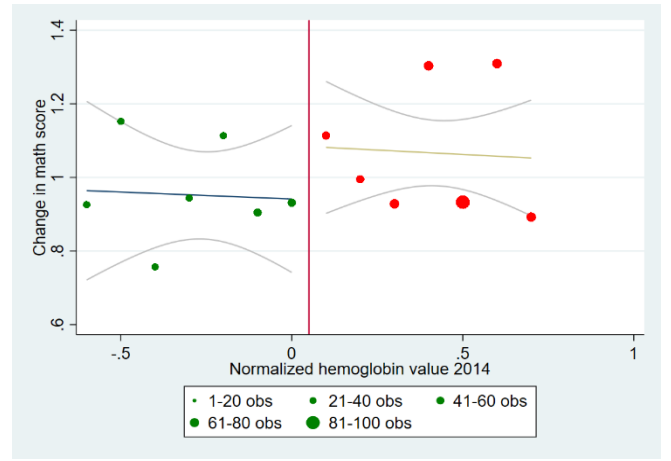 1.4
1.2
1
.8
.6
Change in math score
-.5 0 .5 1
Normalized hemoglobin value 2014
1-20 obs 21-40 obs 41-60 obs
61-80 obs 81-100 obs